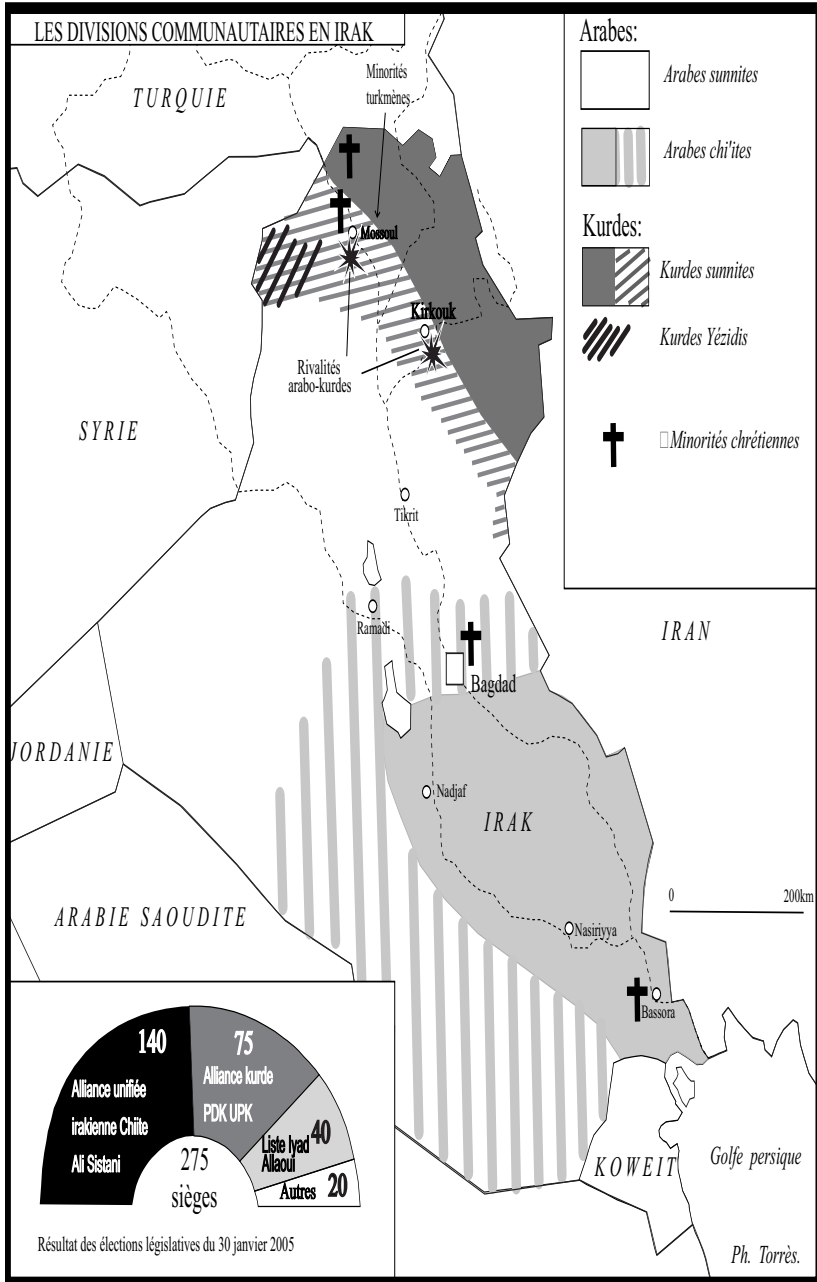 LES DIVISIONS COMMUNAUTAIRES EN IRAK
Arabes:
Arabes sunnites
Arabes chi'ites
Kurdes:
Kurdes sunnites
Kurdes Yézidis
Minorités chrétiennes
TURQUIE
Minorités
turkmènes
Mossoul
Kirkouk
Rivalités
arabo-kurdes
SYRIE
Tikrit
Ramadi
IRAN
Bagdad
JORDANIE
Nadjaf
IRAK
ARABIE SAOUDITE
0 200km
Nasiriyya
Bassora
KOWEIT
Golfe persique
Ph. Torrès.
140
Alliance unifiée
irakienne Chiite
Ali Sistani
75
Alliance kurde
PDK UPK
Liste Iyad
Allaoui
40
Autres 20
275
sièges
Résultat des élections législatives du 30 janvier 2005